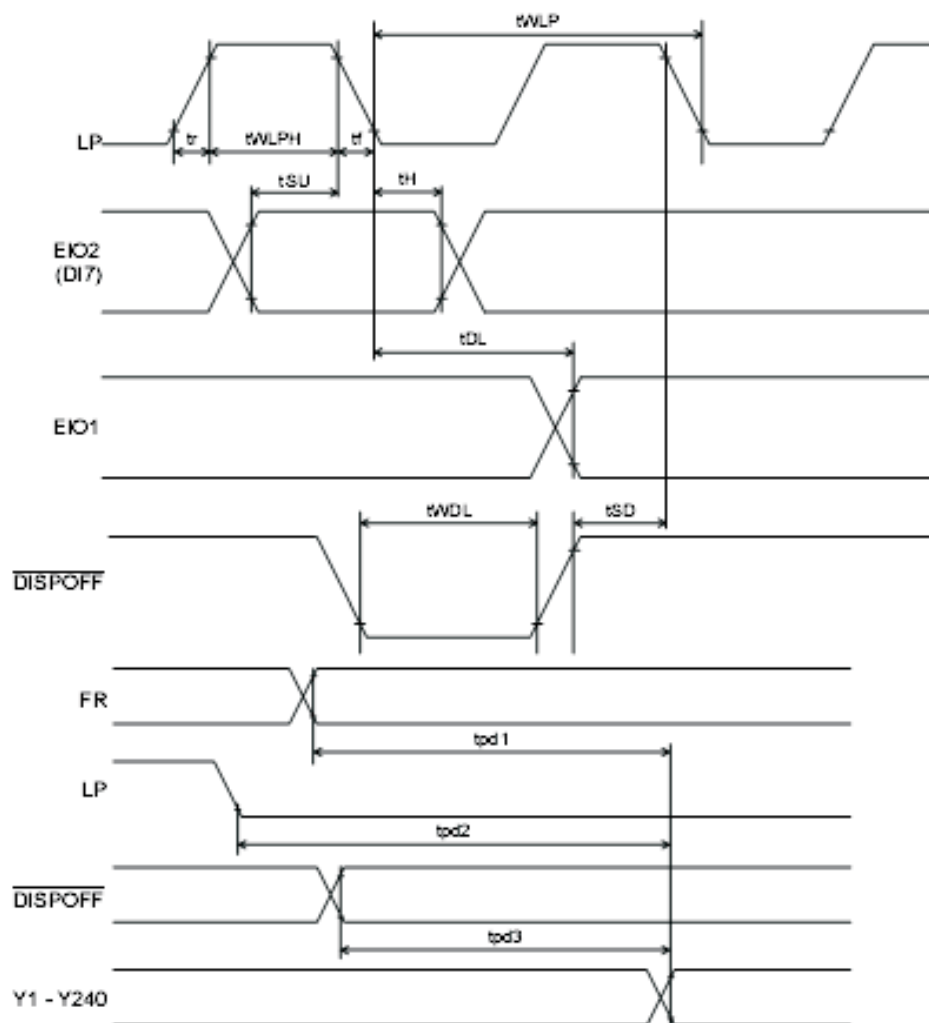 tWLP
LP
tr
tWLPH
tf
tSU
tH
EIO2
(DI7)
tDL
EIO1
tWDL
tSD
DISPOFF
FR
tpd1
LP
tpd2
DISPOFF
tpd3
Y1 - Y240